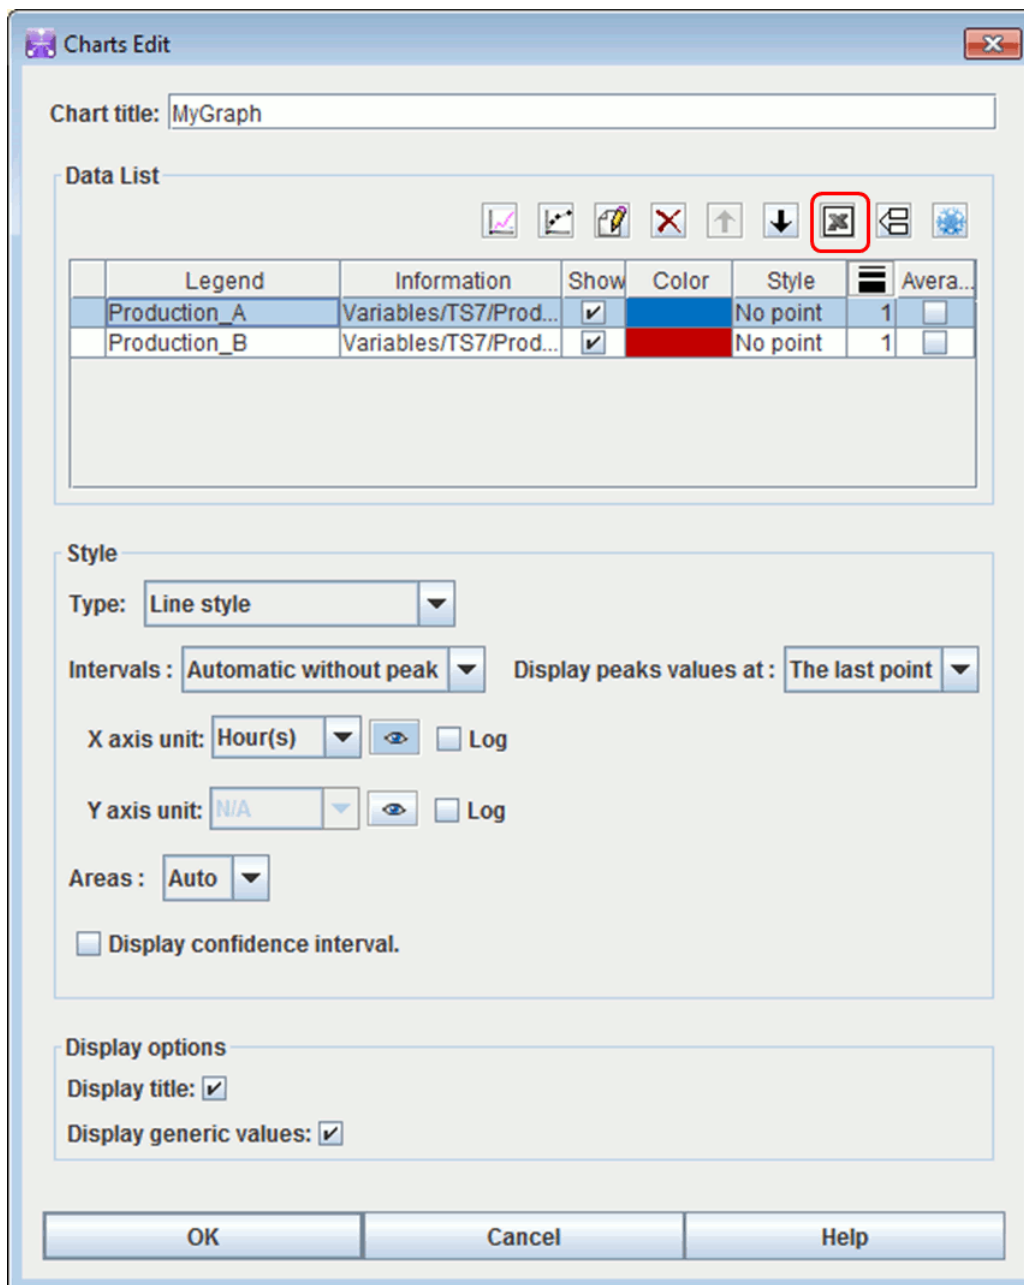 Charts Edit
Chart title: MyGraph
Data List
Legend Information Show Color Style Avera...
Production_A Variables/TS7/Prod... No point 1
Production_B Variables/TS7/Prod... No point 1
Style
Type: Line style
Intervals : Automatic without peak Display peaks values at : The last point
X axis unit: Hour(s) Log
Y axis unit: N/A Log
Areas : Auto
Display confidence interval.
Display options
Display title:
Display generic values:
OK Cancel Help